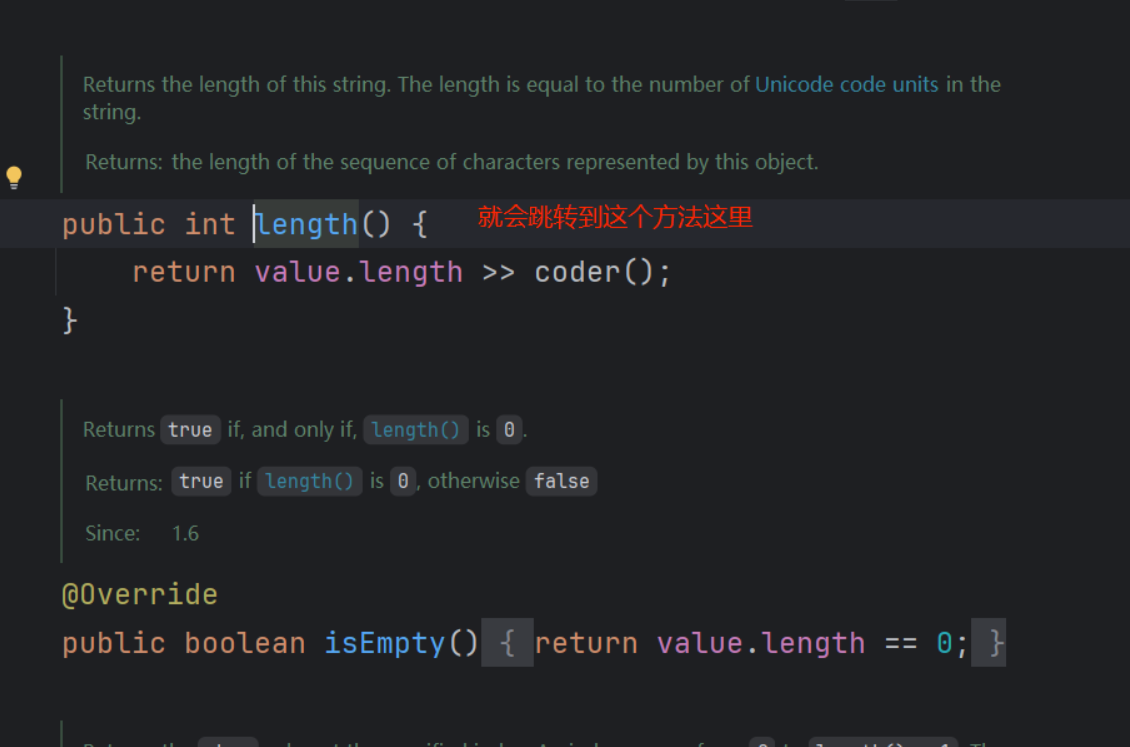 Returns the length of this string. The length is equal to the number of Unicode code units in the
string.
Returns: the length of the sequence of characters represented by this object.
public int length() { 就会跳转到这个方法这里
return value.length >> coder();
}
Returns true if, and only if, length() is 0.
Returns: true if length() is 0, otherwise false
Since: 1.6
@Override
public boolean isEmpty() { return value.length == 0; }